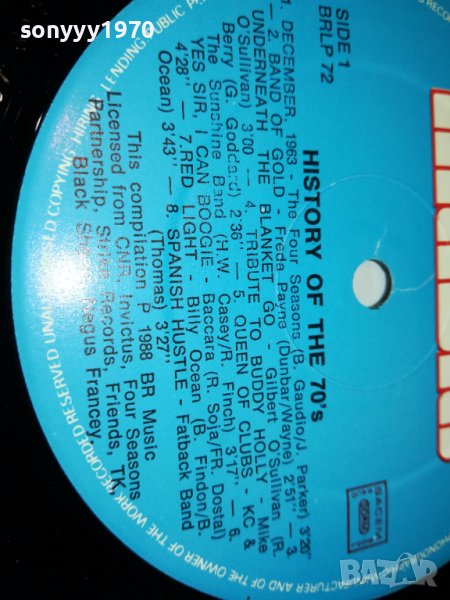 sonyyy1970
SIDE 1
BRLP 72
HISTORY OF THE 70's
1. DECEMBER, 1963 - The Four Seasons (B. Gaudio/J. Parker) 3'20"
— 2. BAND OF GOLD - Freda Payne (Dunbar/Wayne) 2'51" — 3.
UNDERNEATH THE BLANKET GO - Gilbert O'Sullivan (R.
O'Sullivan) 3'00 — 4. TRIBUTE TO BUDDY HOLLY - Mike
Berry (G. Goddard) 2'36" — 5. QUEEN OF CLUBS - KC &
The Sunshine Band (H.W. Casey/R. Finch) 3'17" — 6.
YES SIR, I CAN BOOGIE - Baccara (R. Soja/FR. Dostal)
4'28" — 7. RED LIGHT - Billy Ocean (B. Findon/B.
Ocean) 3'43" — 8. SPANISH HUSTLE - Fatback Band
(Thomas) 3'27"
This compilation P 1988 BR Music
Licensed from CNR, Invictus, Four Seasons
Partnership, Strike Records, Friends, TK,
Black Sheep, Regus Francey.
SACEM
MANUFACTURER AND OF THE OWNER OF THE WORK RECORDED RESERVED
COPYING HIRING LENDING PUBLIC
BAZAR
bg